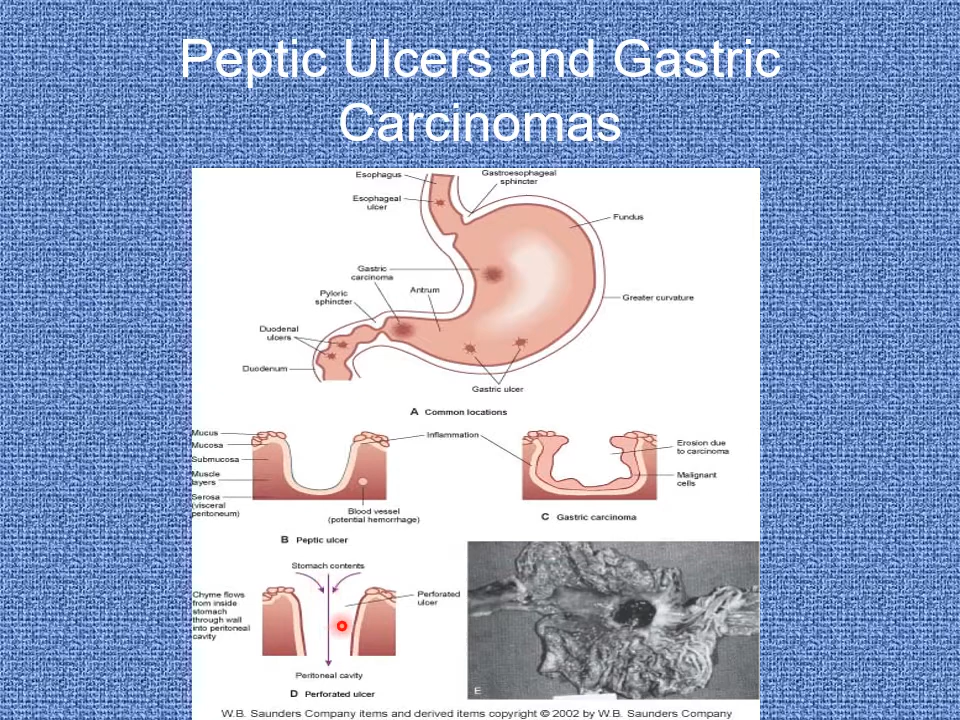 Peptic Ulcers and Gastric
Carcinomas
Esophagus
Gastroesophageal
sphincter
Esophageal
ulcer
Fundus
Gastric
carcinoma
Antrum
Pyloric
sphincter
Greater curvature
Duodenal
ulcers
Duodenum
Gastric ulcer
A Common locations
Mucus
Mucosa
Submucosa
Muscle
layers
Serosa
(visceral
peritoneum)
Inflammation
Blood vessel
(potential hemorrhage)
B Peptic ulcer
Erosion due
to carcinoma
Malignant
cells
C Gastric carcinoma
Stomach contents
Chyme flows
from inside
stomach
through wall
into peritoneal
cavity
Perforated
ulcer
Peritoneal cavity
D Perforated ulcer
E
W.B. Saunders Company items and derived items copyright © 2002 by W.B. Saunders Company